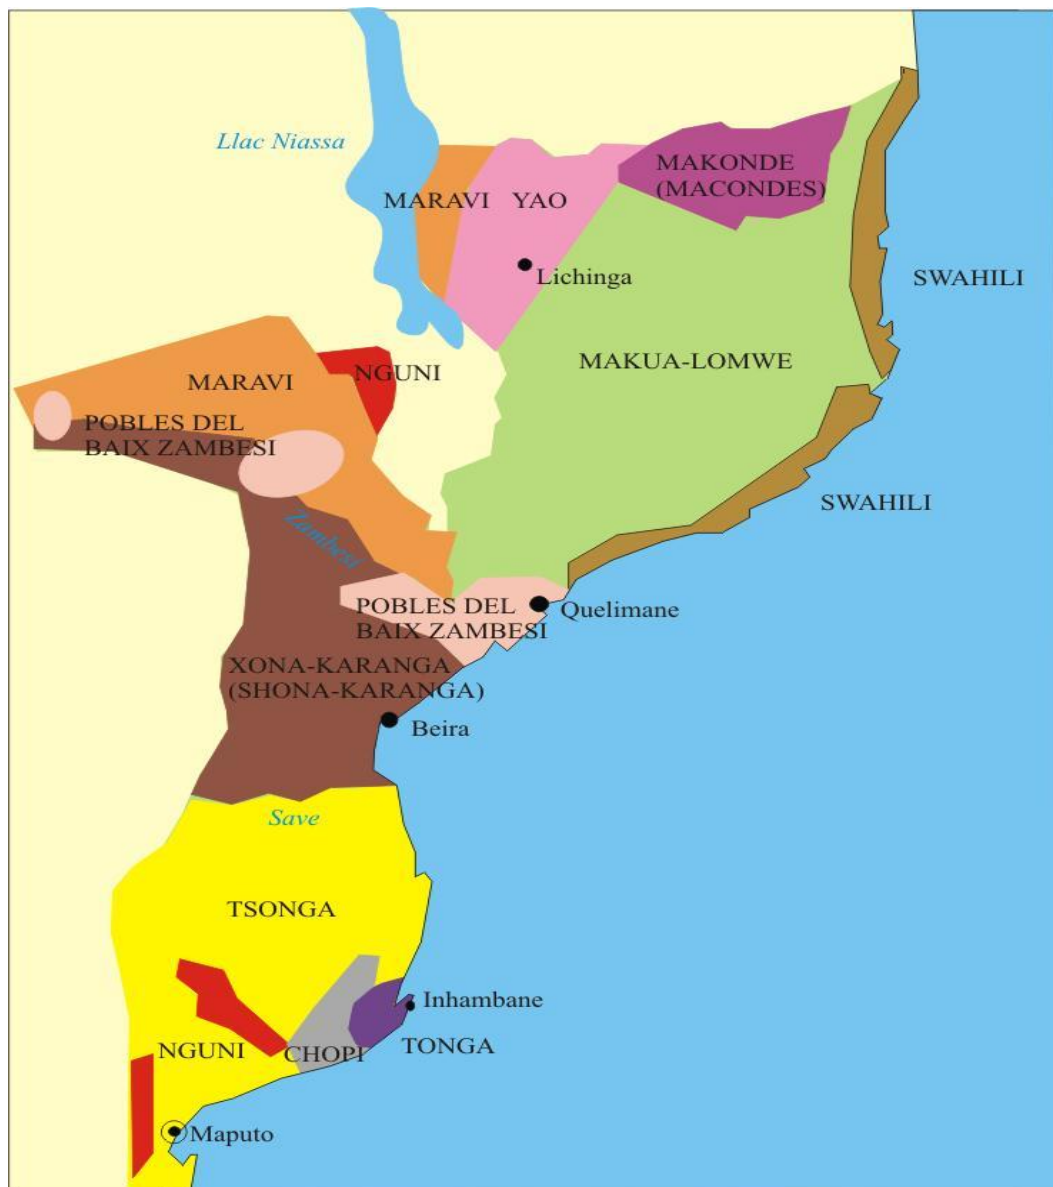 Llac Niassa
MAKONDE
(MACONDES)
MARAVI
YAO
Lichinga
SWAHILI
MAKUA-LOMWE
NGUNI
MARAVI
POBLES DEL
BAIX ZAMBESI
SWAHILI
Zambesi
POBLES DEL
BAIX ZAMBESI
Quelimane
XONA-KARANGA
(SHONA-KARANGA)
Beira
Save
TSONGA
Inhambane
TONGA
NGUNI
CHOPI
Maputo